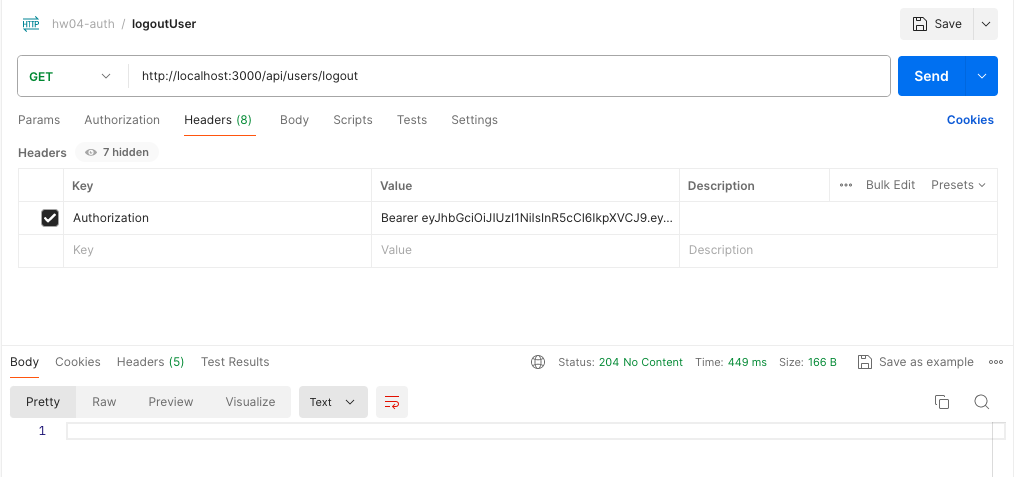 HTTP hw04-auth / logoutUser Save
GET http://localhost:3000/api/users/logout Send
Params Authorization Headers (8) Body Scripts Tests Settings Cookies
Headers 7 hidden
Key Value Description ••• Bulk Edit Presets
Authorization Bearer eyJhbGciOiJIUzI1NiIsInR5cCI6IkpXVCJ9.ey...
Key Value Description
Body Cookies Headers (5) Test Results Status: 204 No Content Time: 449 ms Size: 166 B Save as example •••
Pretty Raw Preview Visualize Text
1